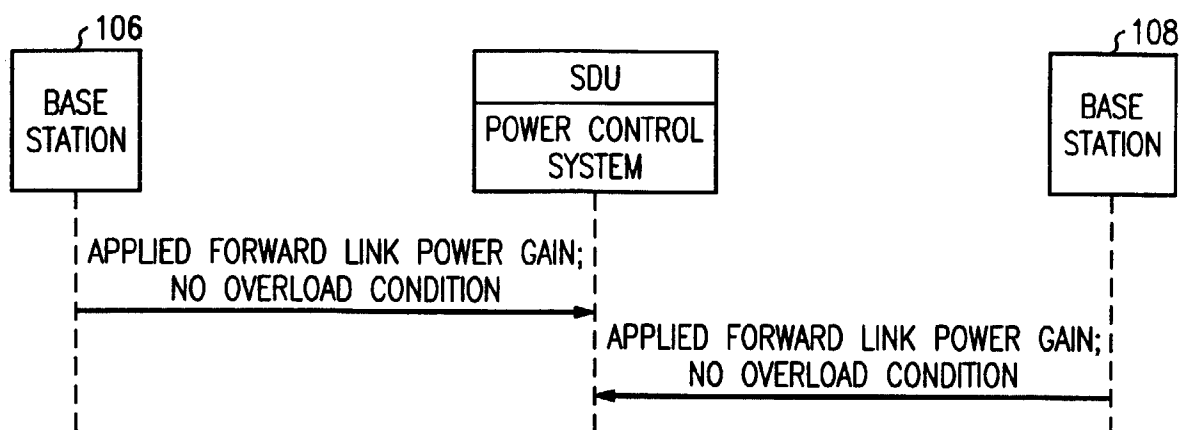 106
BASE
STATION
SDU
POWER CONTROL
SYSTEM
108
BASE
STATION
APPLIED FORWARD LINK POWER GAIN;
NO OVERLOAD CONDITION
APPLIED FORWARD LINK POWER GAIN;
NO OVERLOAD CONDITION